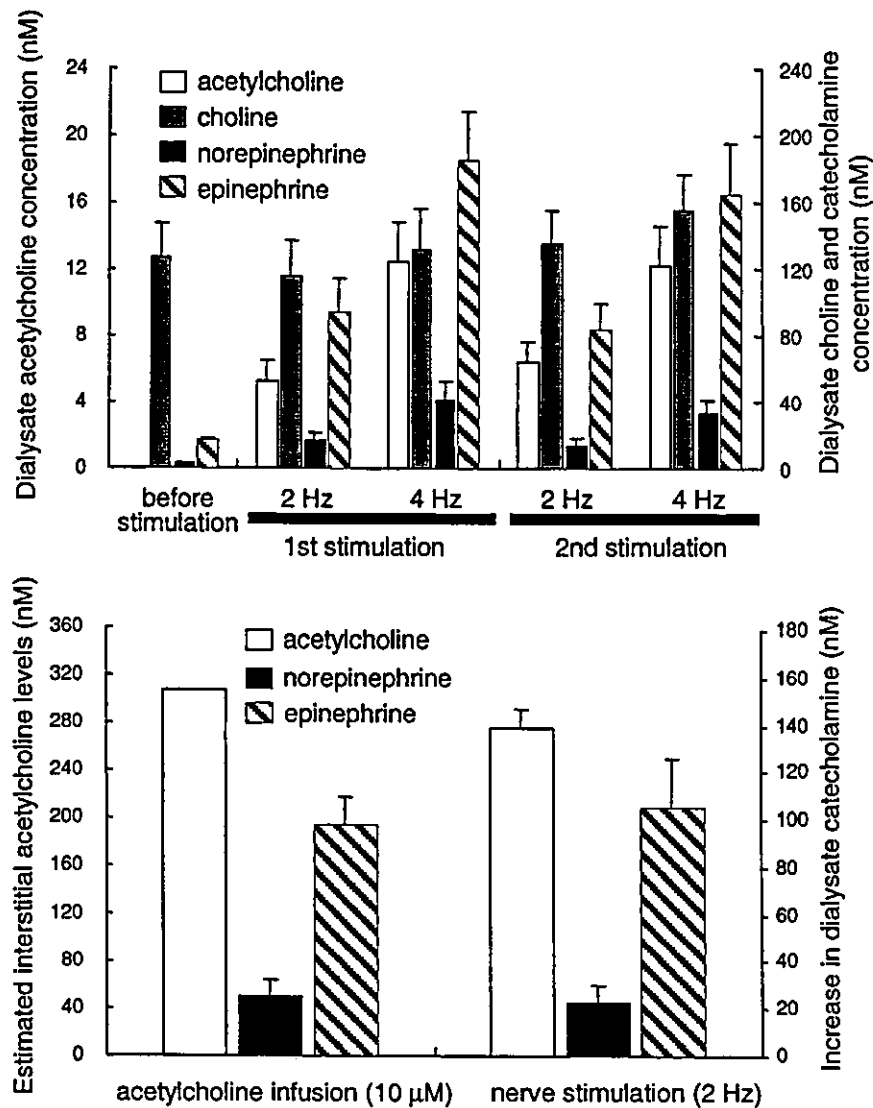 Dialysate acetylcholine concentration (nM)
24
20
16
12
8
4
0
acetylcholine
choline
norepinephrine
epinephrine
240
200
160
120
80
40
0
Dialysate choline and catecholamine
concentration (nM)
before
stimulation
2 Hz
4 Hz
2 Hz
4 Hz
1st stimulation
2nd stimulation
Estimated interstitial acetylcholine levels (nM)
360
320
280
240
200
160
120
80
40
0
acetylcholine
norepinephrine
epinephrine
180
160
140
120
100
80
60
40
20
0
Increase in dialysate catecholamine (nM)
acetylcholine infusion (10 μM)
nerve stimulation (2 Hz)